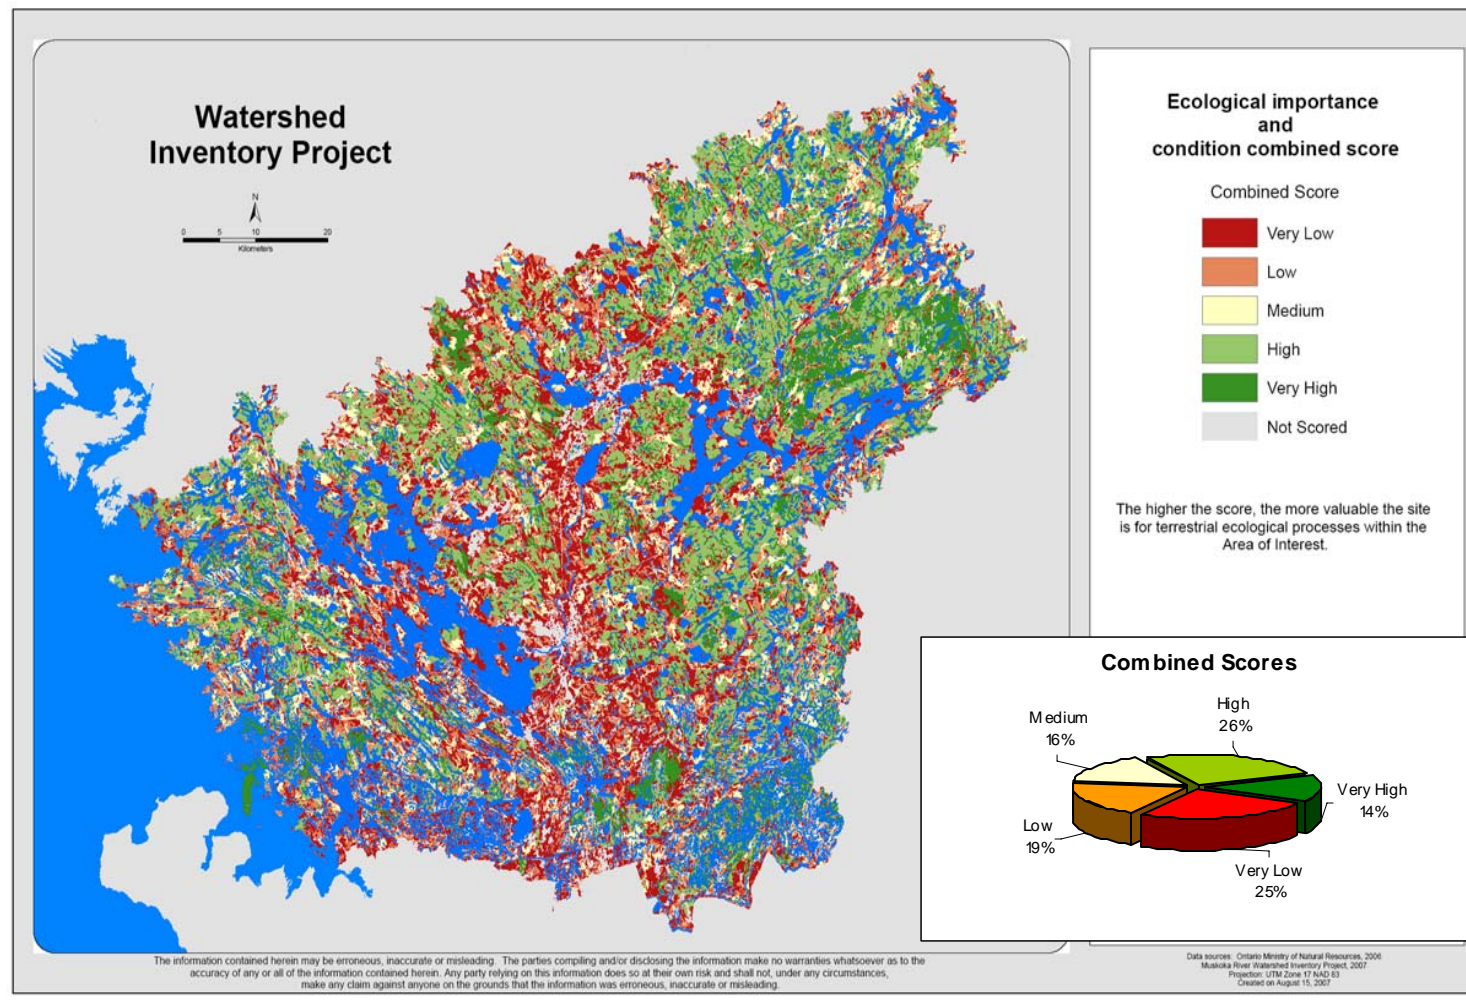 Watershed
Inventory Project
N
0 5 10 20
Kilometers
Ecological importance
and
condition combined score
Combined Score
Very Low
Low
Medium
High
Very High
Not Scored
The higher the score, the more valuable the site
is for terrestrial ecological processes within the
Area of Interest.
Combined Scores
High
26%
Medium
16%
Very High
14%
Low
19%
Very Low
25%
The information contained herein may be erroneous, inaccurate or misleading. The parties compiling and/or disclosing the information make no warranties whatsoever as to the
accuracy of any or all of the information contained herein. Any party relying on this information does so at their own risk and shall not, under any circumstances,
make any claim against anyone on the grounds that the information was erroneous, inaccurate or misleading.
Data sources: Ontario Ministry of Natural Resources, 2006
Muskoka River Watershed Inventory Project, 2007
Projection: UTM Zone 17 NAD 83
Created on August 15, 2007